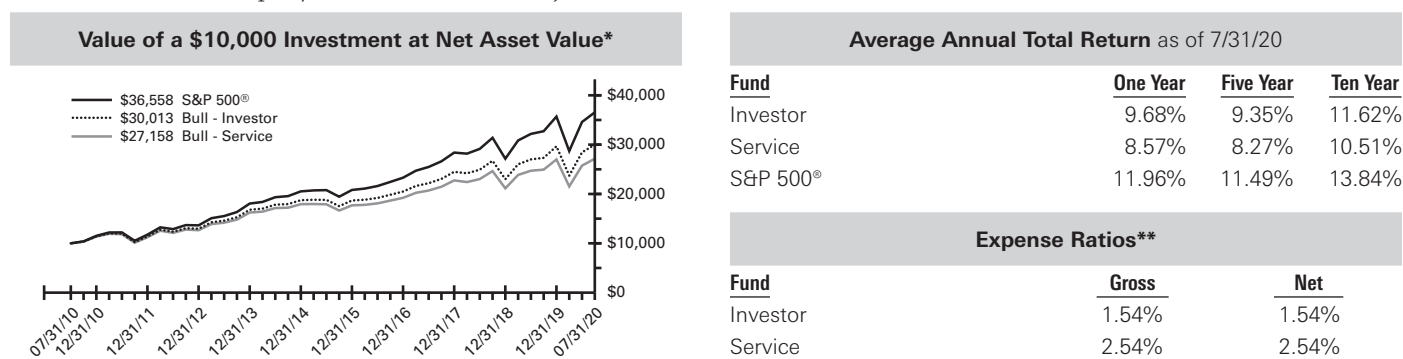 Value of a $10,000 Investment at Net Asset Value*
$36,558 S&P 500®
$30,013 Bull - Investor
$27,158 Bull - Service
$40,000
$30,000
$20,000
$10,000
$0
07/31/10
12/31/10
12/31/11
12/31/12
12/31/13
12/31/14
12/31/15
12/31/16
12/31/17
12/31/18
12/31/19
07/31/20
Average Annual Total Return as of 7/31/20
Fund One Year Five Year Ten Year
Investor 9.68% 9.35% 11.62%
Service 8.57% 8.27% 10.51%
S&P 500® 11.96% 11.49% 13.84%
Expense Ratios**
Fund Gross Net
Investor 1.54% 1.54%
Service 2.54% 2.54%